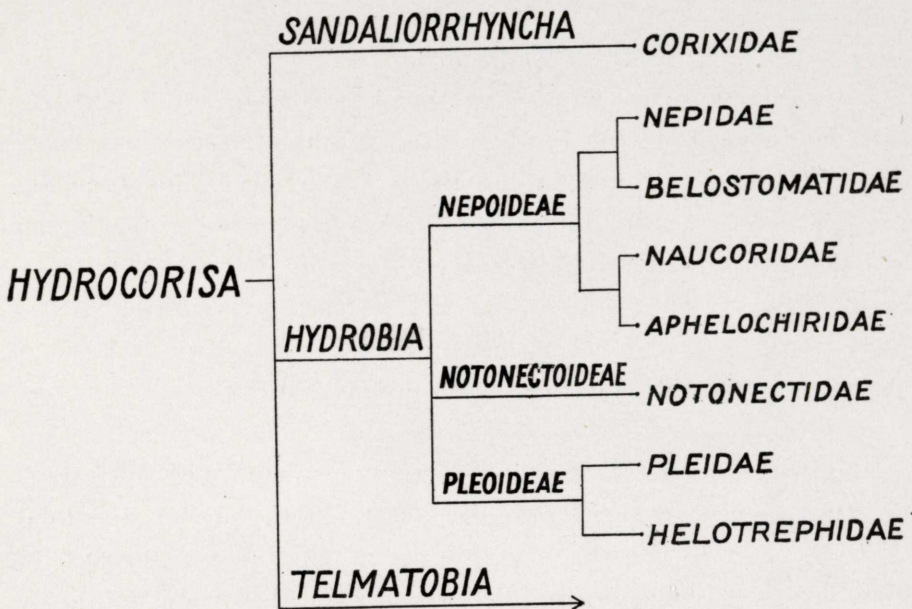 SANDALIORRHYNCHA
CORIXIDAE
NEPIDAE
BELOSTOMATIDAE
NEPOIDEAE
NAUCORIDAE
HYDROCORISA
APHELOCHIRIDAE
HYDROBIA
NOTONECTOIDEAE
NOTONECTIDAE
PLEIDAE
PLEOIDEAE
HELOTREPHIDAE
TELMATOBIA